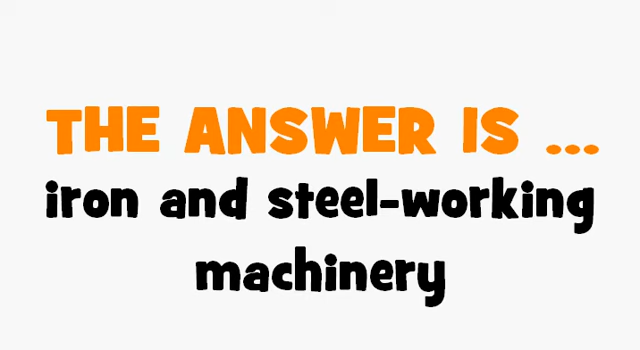 THE ANSWER IS ...
iron and steel-working
machinery